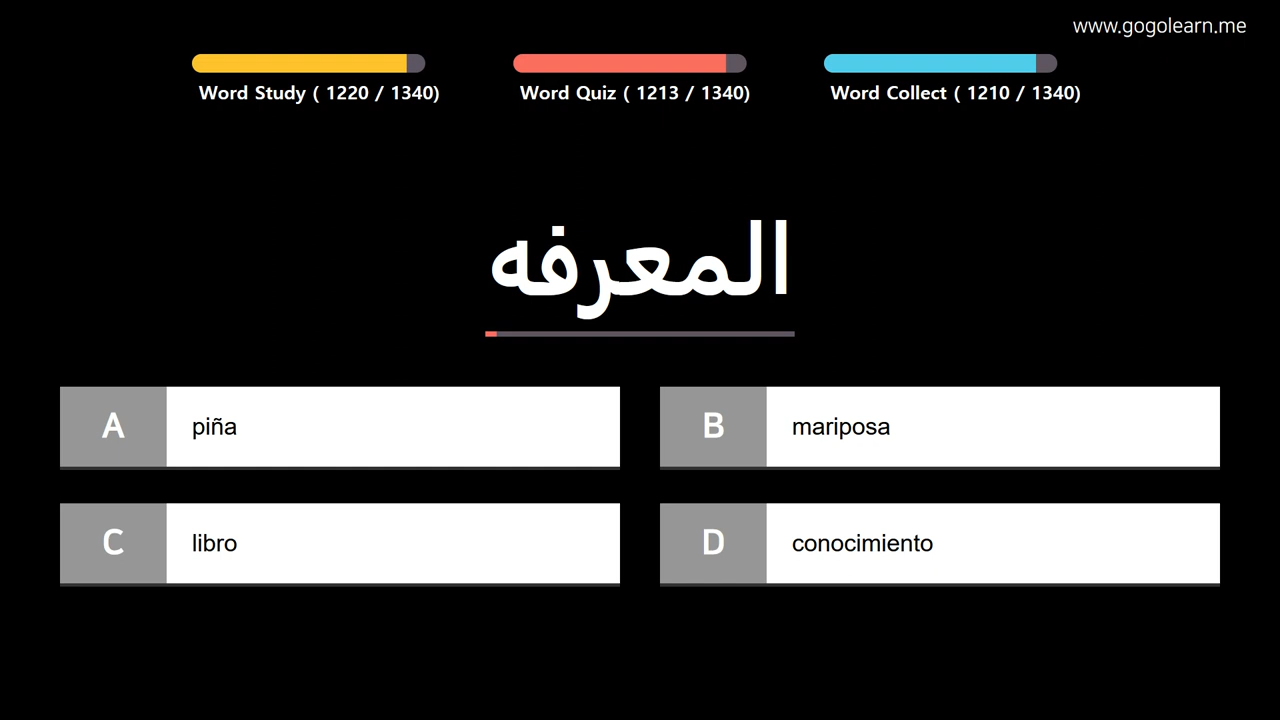 www.gogolearn.me
Word Study ( 1220 / 1340)
Word Quiz ( 1213 / 1340)
Word Collect ( 1210 / 1340)
المعرفه
A piña
B mariposa
C libro
D conocimiento